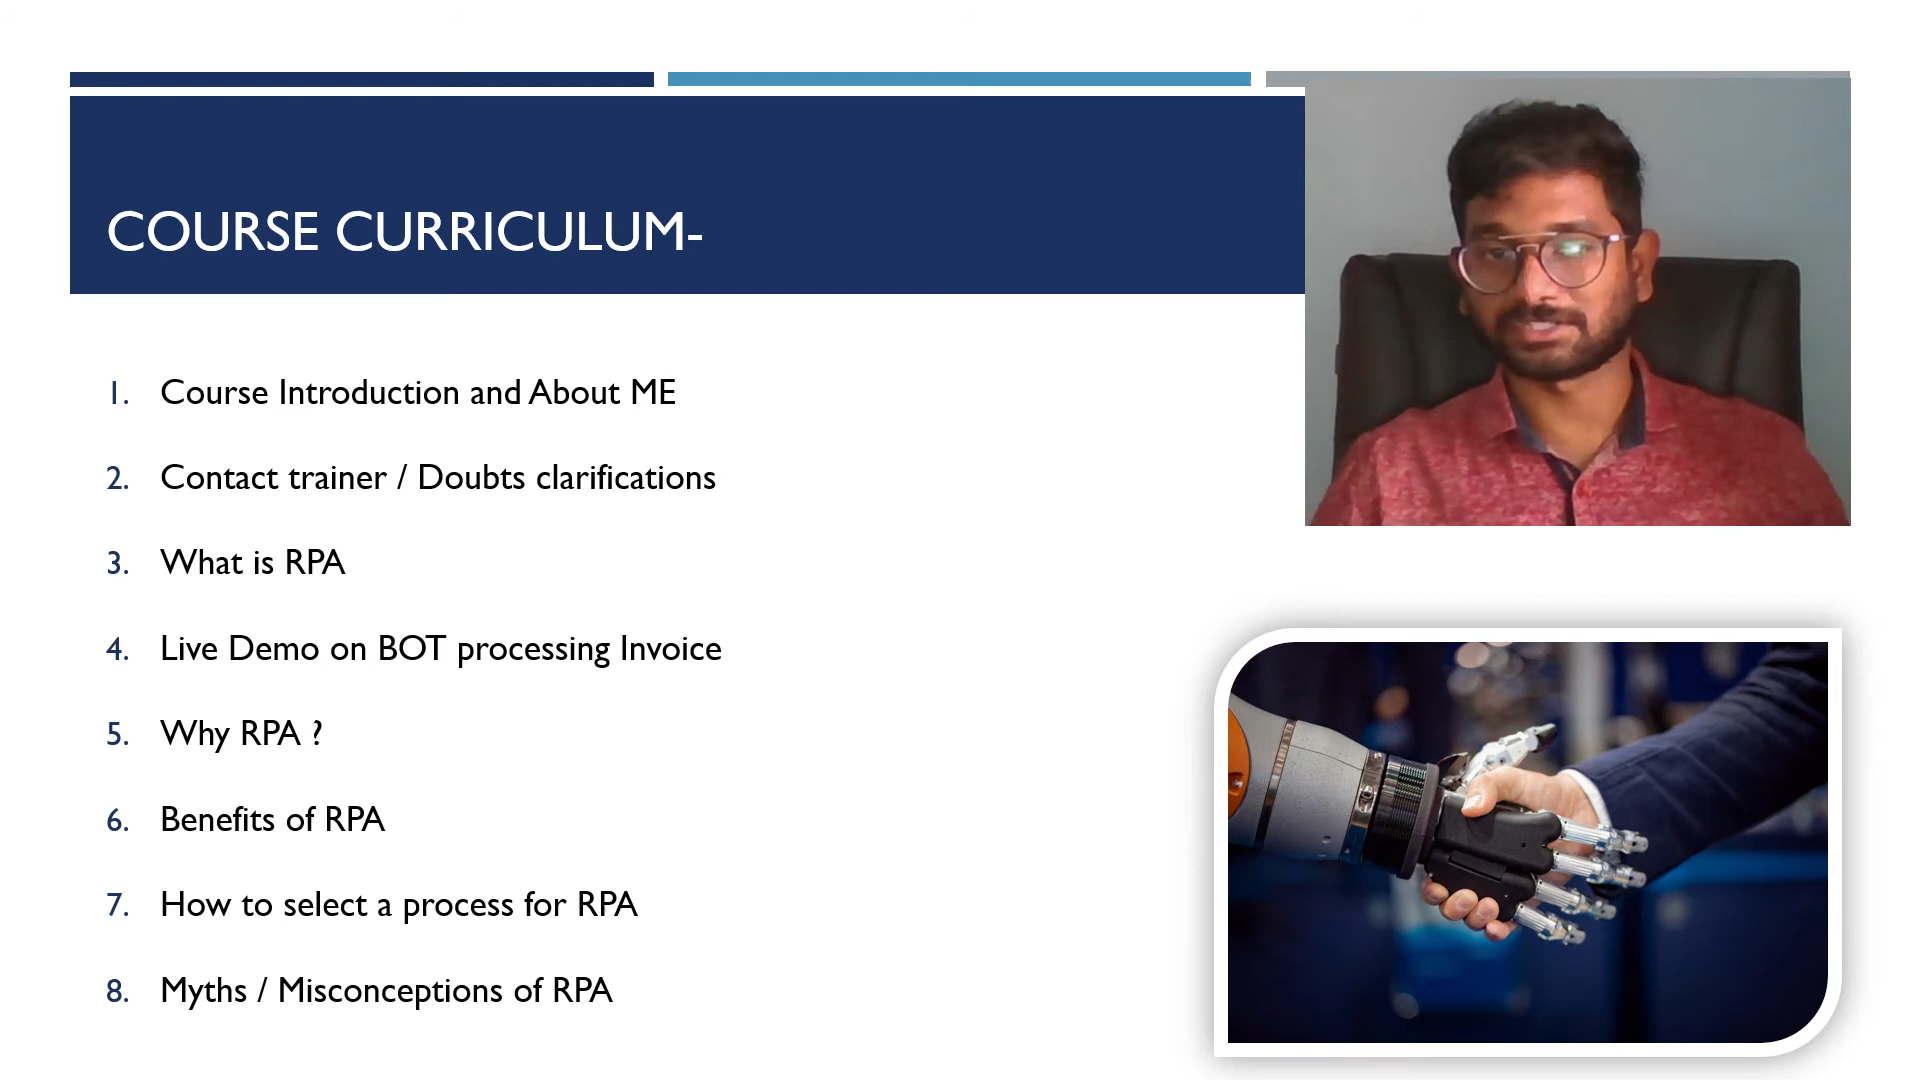 COURSE CURRICULUM-
1. Course Introduction and About ME
2. Contact trainer / Doubts clarifications
3. What is RPA
4. Live Demo on BOT processing Invoice
5. Why RPA ?
6. Benefits of RPA
7. How to select a process for RPA
8. Myths / Misconceptions of RPA